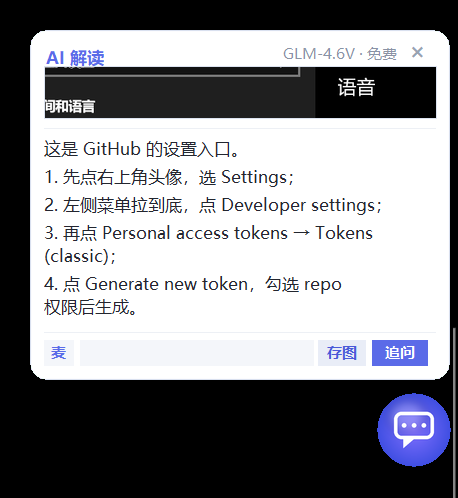 AI 解读
GLM-4.6V · 免费 ✕
语音
间和语言
这是 GitHub 的设置入口。
1. 先点右上角头像，选 Settings；
2. 左侧菜单拉到底，点 Developer settings；
3. 再点 Personal access tokens → Tokens
(classic)；
4. 点 Generate new token，勾选 repo
权限后生成。
麦
存图
追问